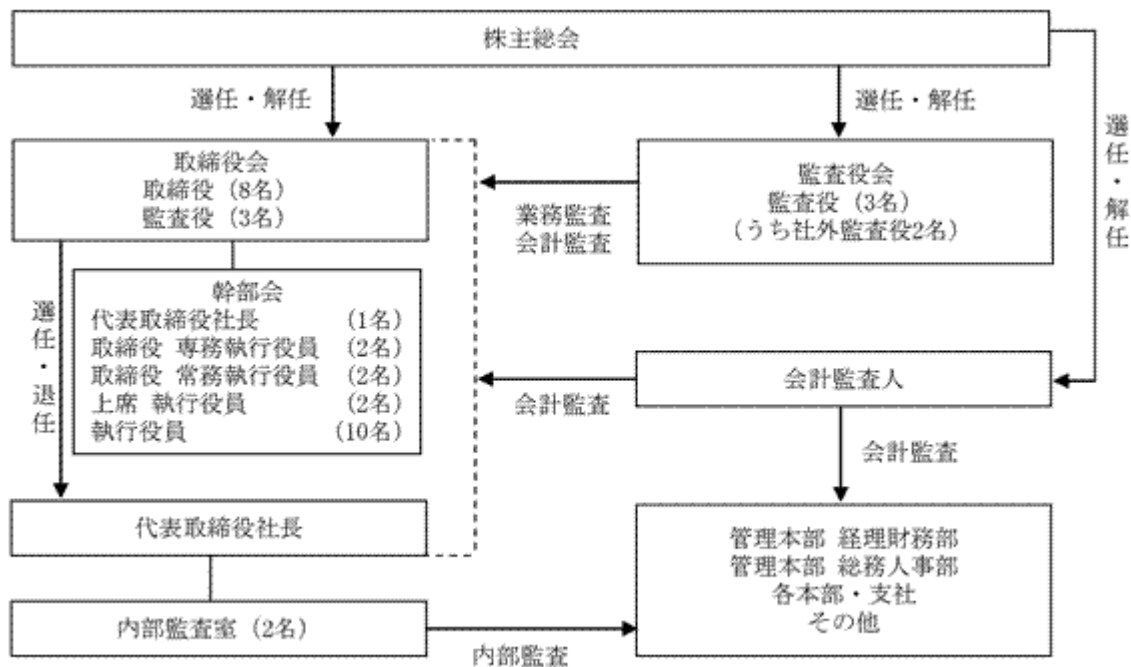 株主総会
選任・解任
選任・解任
選任・解任
取締役会
取締役 (8名)
監査役 (3名)
業務監査
会計監査
監査役会
監査役 (3名)
(うち社外監査役2名)
選任・退任
幹部会
代表取締役社長 (1名)
取締役 専務執行役員 (2名)
取締役 常務執行役員 (2名)
上席 執行役員 (2名)
執行役員 (10名)
会計監査
会計監査人
会計監査
代表取締役社長
管理本部 経理財務部
管理本部 総務人事部
各本部・支社
その他
内部監査室 (2名)
内部監査